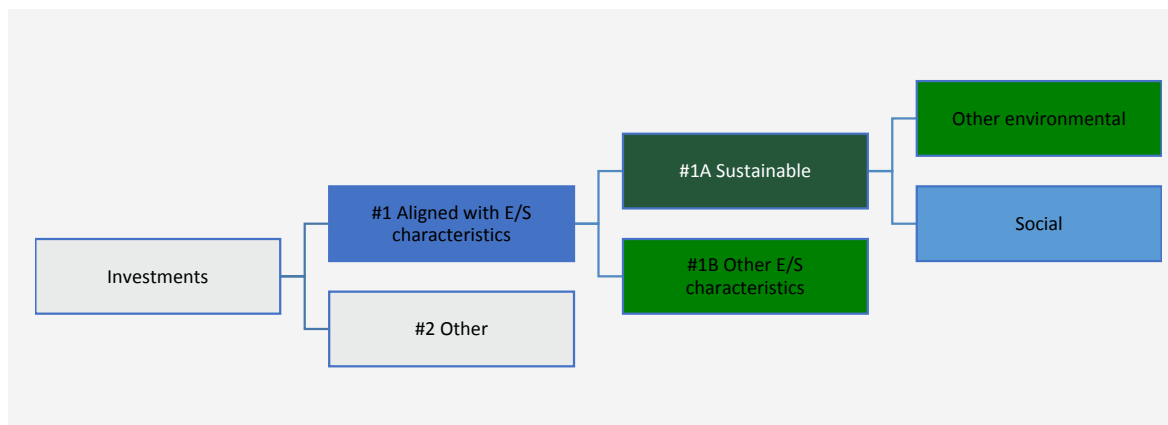 Investments
#1 Aligned with E/S
characteristics
#2 Other
#1A Sustainable
#1B Other E/S
characteristics
Other environmental
Social